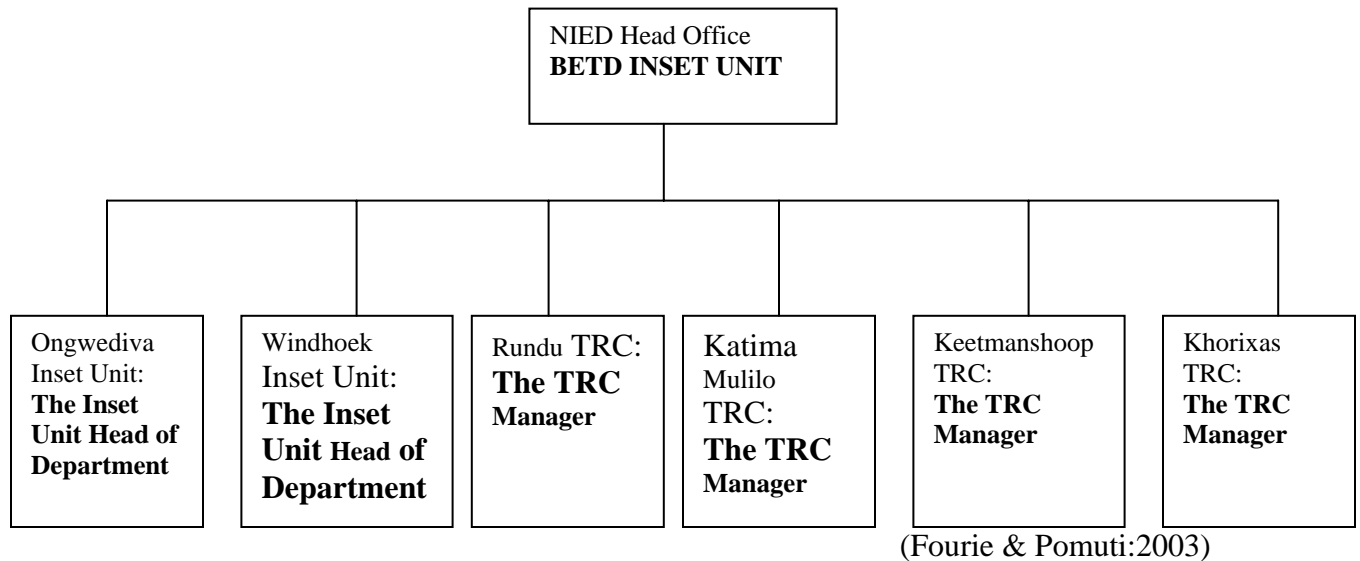 NIED Head Office
BETD INSET UNIT
Ongwediva
Inset Unit:
The Inset
Unit Head of
Department
Windhoek
Inset Unit:
The Inset
Unit Head of
Department
Rundu TRC:
The TRC
Manager
Katima
Mulilo
TRC:
The TRC
Manager
Keetmanshoop
TRC:
The TRC
Manager
Khorixas
TRC:
The TRC
Manager
(Fourie & Pomuti:2003)